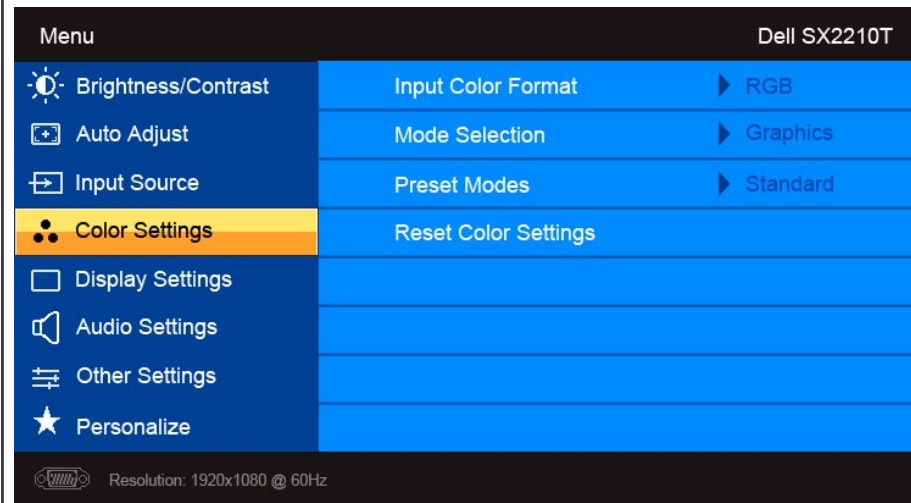 Menu Dell SX2210T
Brightness/Contrast Input Color Format RGB
Auto Adjust Mode Selection Graphics
Input Source Preset Modes Standard
Color Settings Reset Color Settings
Display Settings
Audio Settings
Other Settings
Personalize
Resolution: 1920x1080 @ 60Hz